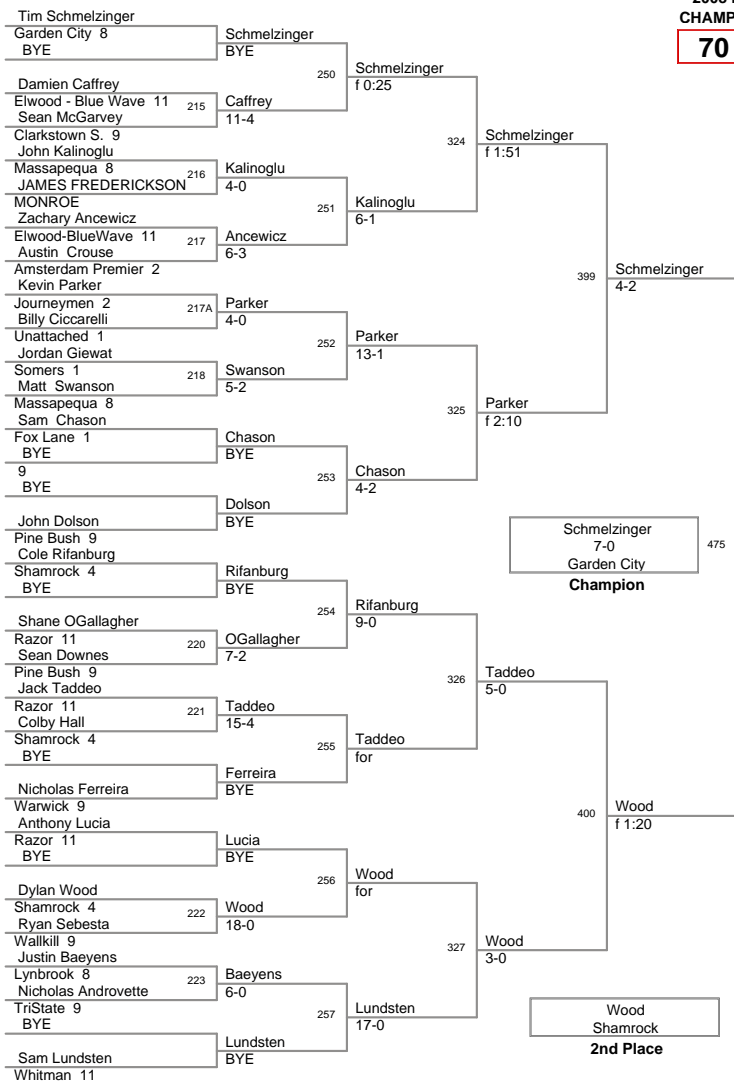 2008
CHAMP
70
Tim Schmelzinger
Garden City 8
BYE
Damien Caffrey
Elwood - Blue Wave 11
Sean McGarvey
Clarkstown S. 9
John Kalinoglu
Massapequa 8
JAMES FREDERICKSON
MONROE
Zachary Ancewicz
Elwood-BlueWave 11
Austin Crouse
Amsterdam Premier 2
Kevin Parker
Journeymen 2
Billy Ciccarelli
Unattached 1
Jordan Giewat
Somers 1
Matt Swanson
Massapequa 8
Sam Chason
Fox Lane 1
BYE
9
BYE
John Dolson
Pine Bush 9
Cole Rifanburg
Shamrock 4
BYE
Shane OGallagher
Razor 11
Sean Downes
Pine Bush 9
Jack Taddeo
Razor 11
Colby Hall
Shamrock 4
BYE
Nicholas Ferreira
Warwick 9
Anthony Lucia
Razor 11
BYE
Dylan Wood
Shamrock 4
Ryan Sebesta
Wallkill 9
Justin Baeyens
Lynbrook 8
Nicholas Androvette
TriState 9
BYE
Sam Lundsten
Whitman 11
215
216
217
217A
218
220
221
222
223
Schmelzinger
BYE
Caffrey
11-4
Kalinoglu
4-0
Ancewicz
6-3
Parker
4-0
Swanson
5-2
Chason
BYE
Dolson
BYE
Rifanburg
BYE
OGallagher
7-2
Taddeo
15-4
Ferreira
BYE
Lucia
BYE
Wood
18-0
Baeyens
6-0
Lundsten
BYE
250
251
252
253
254
255
256
257
Schmelzinger
f 0:25
Kalinoglu
6-1
Parker
13-1
Chason
4-2
Rifanburg
9-0
Taddeo
for
Wood
for
Lundsten
17-0
324
325
326
327
Schmelzinger
f 1:51
Parker
f 2:10
Taddeo
5-0
Wood
3-0
399
400
Schmelzinger
4-2
Wood
f 1:20
Schmelzinger
7-0
Garden City
475
Champion
Wood
Shamrock
2nd Place